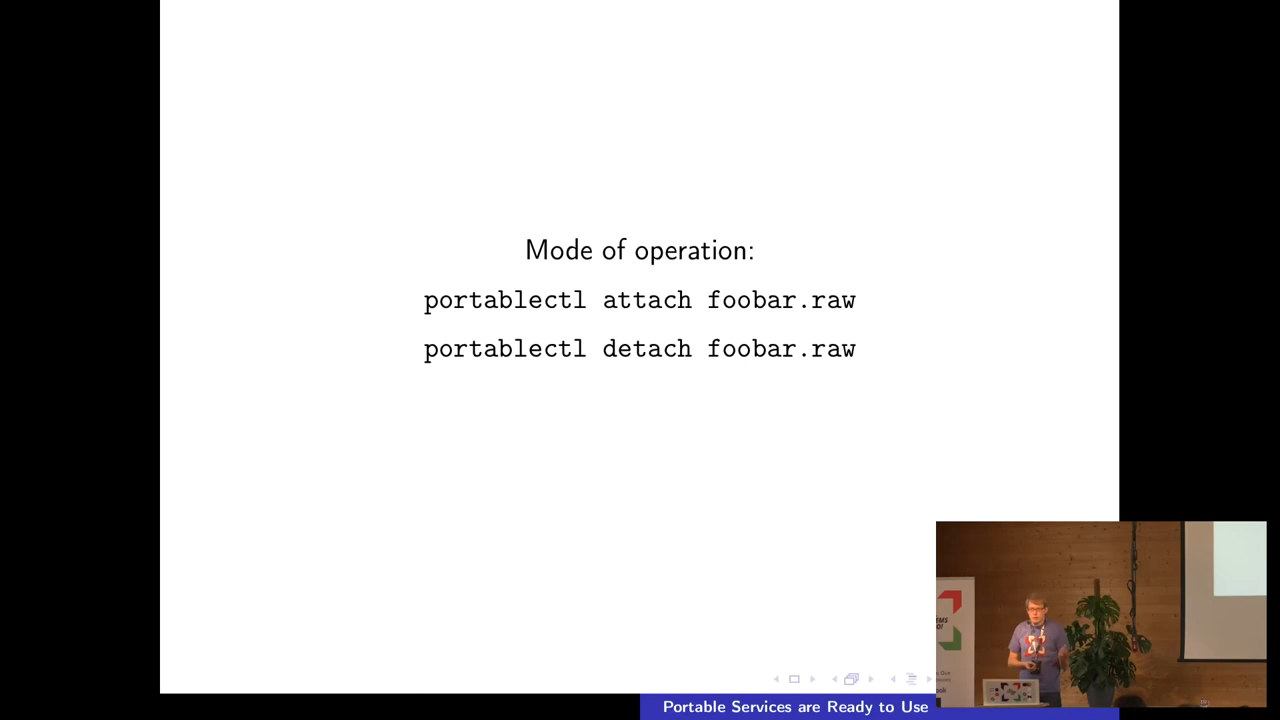 Mode of operation:
portablectl attach foobar.raw
portablectl detach foobar.raw
Portable Services are Ready to Use